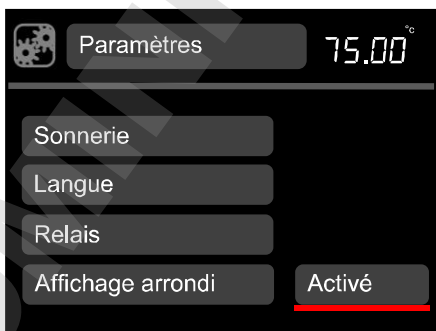 Paramètres 75.00°c
Sonnerie
Langue
Relais
Affichage arrondi Activé